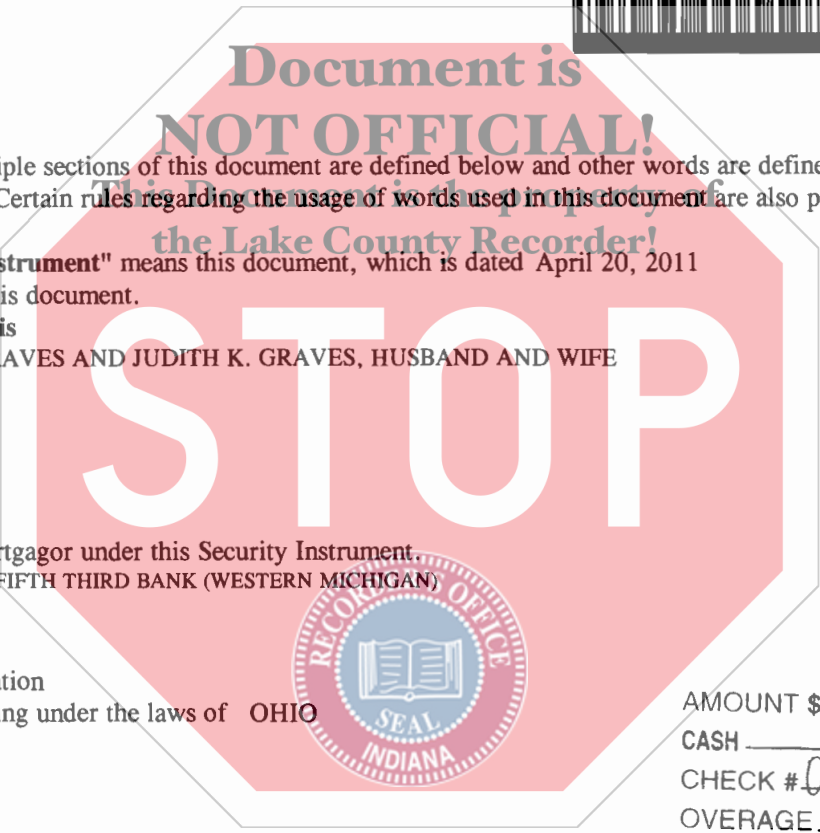 Document is
NOT OFFICIAL!
iple sections of this document are defined below and other words are define
This Document is the property of
Certain rules regarding the usage of words used in this document are also p
the Lake County Recorder!
strument" means this document, which is dated April 20, 2011
is document.
is
AVES AND JUDITH K. GRAVES, HUSBAND AND WIFE
STOP
rtgagor under this Security Instrument.
FIFTH THIRD BANK (WESTERN MICHIGAN)
RECORDER'S OFFICE
SEAL
INDIANA
ation
ing under the laws of OHIO
AMOUNT $
CASH
CHECK #
OVERAGE